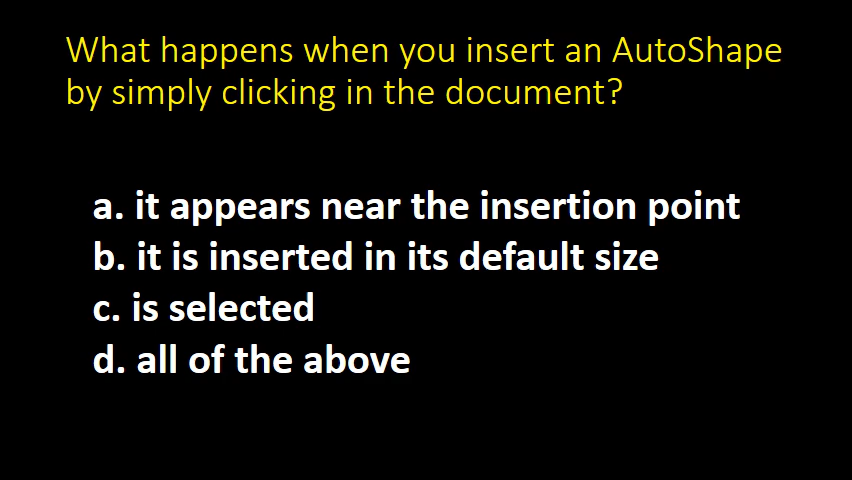 What happens when you insert an AutoShape
by simply clicking in the document?
a. it appears near the insertion point
b. it is inserted in its default size
c. is selected
d. all of the above